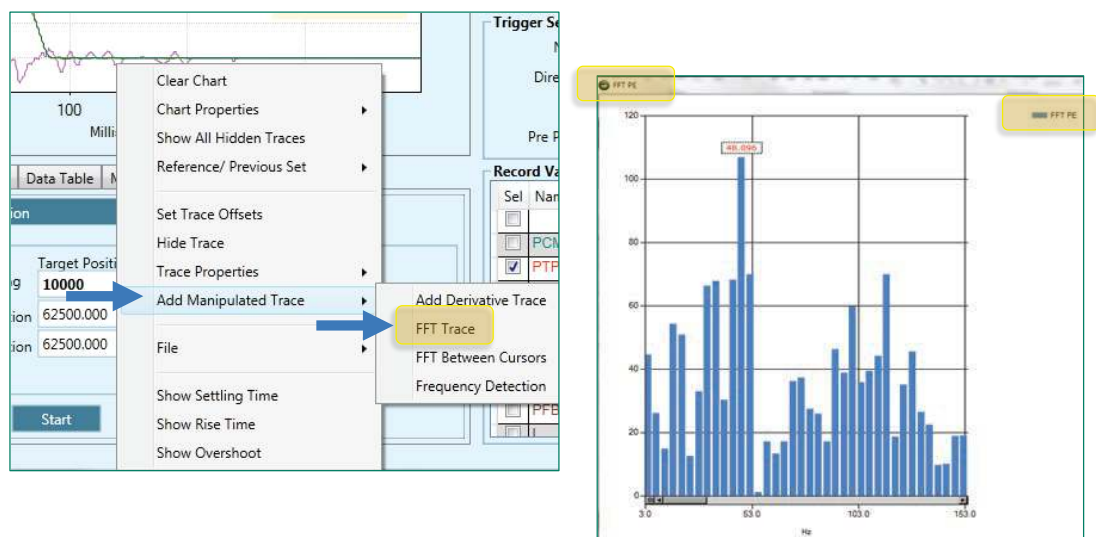 Trigger Se
Dire
Pre P
100
Milli
Data Table
ion
Target Positi
10000
ion 62500.000
ion 62500.000
Start
Clear Chart
Chart Properties
Show All Hidden Traces
Reference/ Previous Set
Set Trace Offsets
Hide Trace
Trace Properties
Add Manipulated Trace
File
Show Settling Time
Show Rise Time
Show Overshoot
Add Derivative Trace
FFT Trace
FFT Between Cursors
Frequency Detection
Record Va
Sel Nam
PCM
PTP
PFB
FFT PE
FFT PE
48.096
120
100
80
60
40
20
0
3.0 53.0 103.0 153.0
Hz